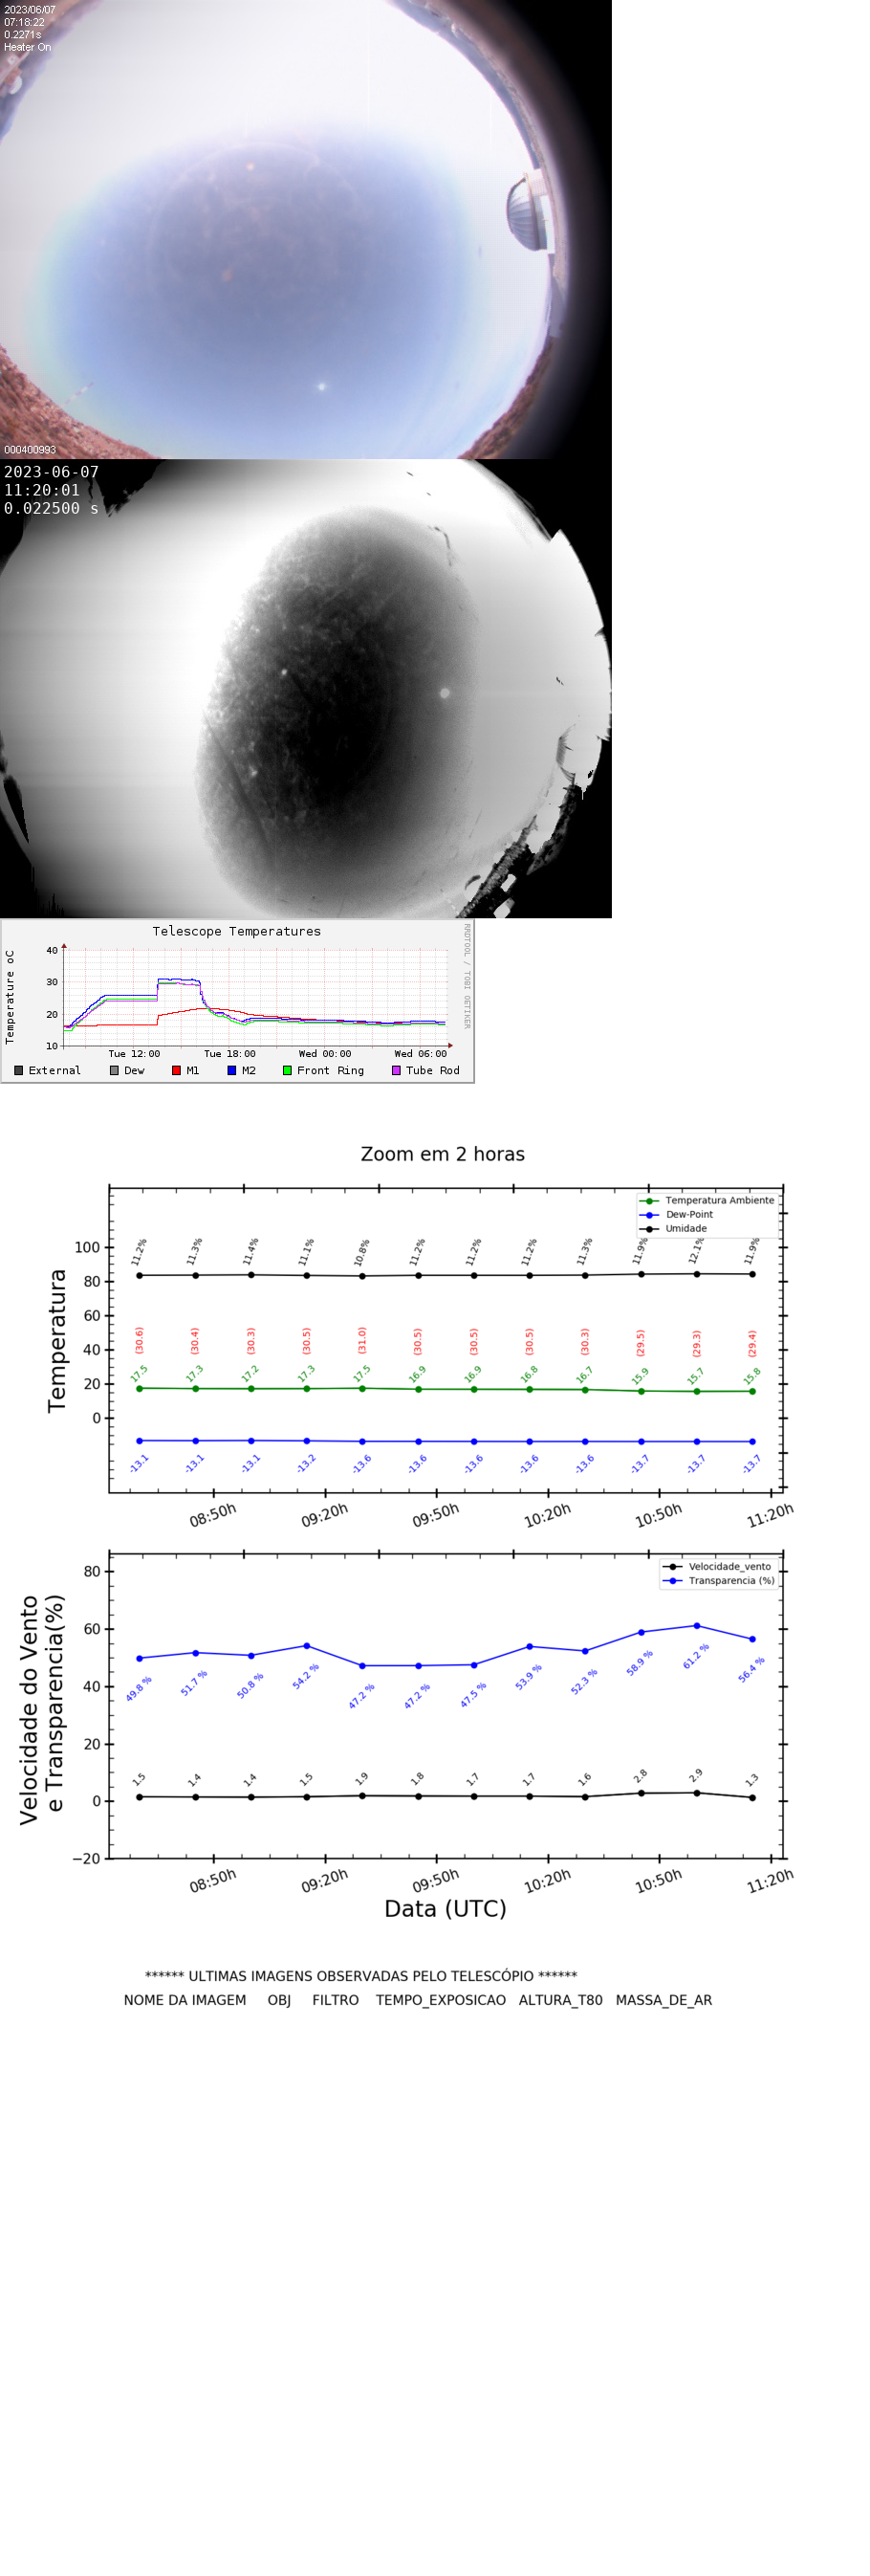 2023/06/07
07:18:22
0.2271s
Heater On
000400993
2023-06-07
11:20:01
0.022500 s
Telescope Temperatures
RRDTOOL / TOBI OETIKER
Temperature oC
40
30
20
10
Tue 12:00 Tue 18:00 Wed 00:00 Wed 06:00
External Dew M1 M2 Front Ring Tube Rod
Zoom em 2 horas
Temperatura Ambiente
Dew-Point
Umidade
Temperatura
100
80
60
40
20
0
11.2% 11.3% 11.4% 11.1% 10.8% 11.2% 11.2% 11.2% 11.3% 11.9% 12.1% 11.9%
(30.6) (30.4) (30.3) (30.5) (31.0) (30.5) (30.5) (30.5) (30.3) (29.5) (29.3) (29.4)
17.5 17.3 17.2 17.3 17.5 16.9 16.9 16.8 16.7 15.9 15.7 15.8
-13.1 -13.1 -13.1 -13.2 -13.6 -13.6 -13.6 -13.6 -13.6 -13.7 -13.7 -13.7
08:50h 09:20h 09:50h 10:20h 10:50h 11:20h
Velocidade_vento
Transparencia (%)
Velocidade do Vento
e Transparencia(%)
80
60
40
20
0
−20
49.8 % 51.7 % 50.8 % 54.2 % 47.2 % 47.2 % 47.5 % 53.9 % 52.3 % 58.9 % 61.2 % 56.4 %
1.5 1.4 1.4 1.5 1.9 1.8 1.7 1.7 1.6 2.8 2.9 1.3
08:50h 09:20h 09:50h 10:20h 10:50h 11:20h
Data (UTC)
****** ULTIMAS IMAGENS OBSERVADAS PELO TELESCÓPIO ******
NOME DA IMAGEM OBJ FILTRO TEMPO_EXPOSICAO ALTURA_T80 MASSA_DE_AR